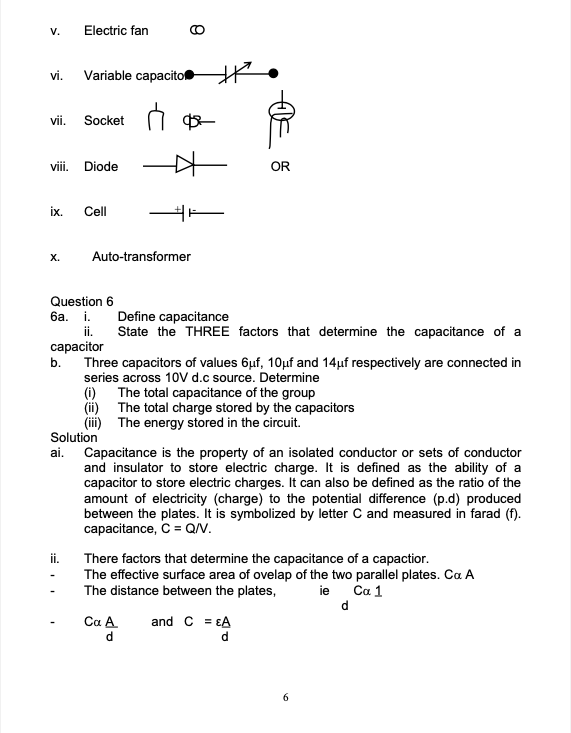 v. Electric fan
vi. Variable capacitor
vii. Socket
viii. Diode OR
ix. Cell + -
x. Auto-transformer
Question 6
6a. i. Define capacitance
ii. State the THREE factors that determine the capacitance of a
capacitor
b. Three capacitors of values 6µf, 10µf and 14µf respectively are connected in
series across 10V d.c source. Determine
(i) The total capacitance of the group
(ii) The total charge stored by the capacitors
(iii) The energy stored in the circuit.
Solution
ai. Capacitance is the property of an isolated conductor or sets of conductor
and insulator to store electric charge. It is defined as the ability of a
capacitor to store electric charges. It can also be defined as the ratio of the
amount of electricity (charge) to the potential difference (p.d) produced
between the plates. It is symbolized by letter C and measured in farad (f).
capacitance, C = Q/V.
ii. There factors that determine the capacitance of a capactior.
- The effective surface area of ovelap of the two parallel plates. Cα A
- The distance between the plates, ie Cα 1
d
- Cα A and C = εA
d d
6